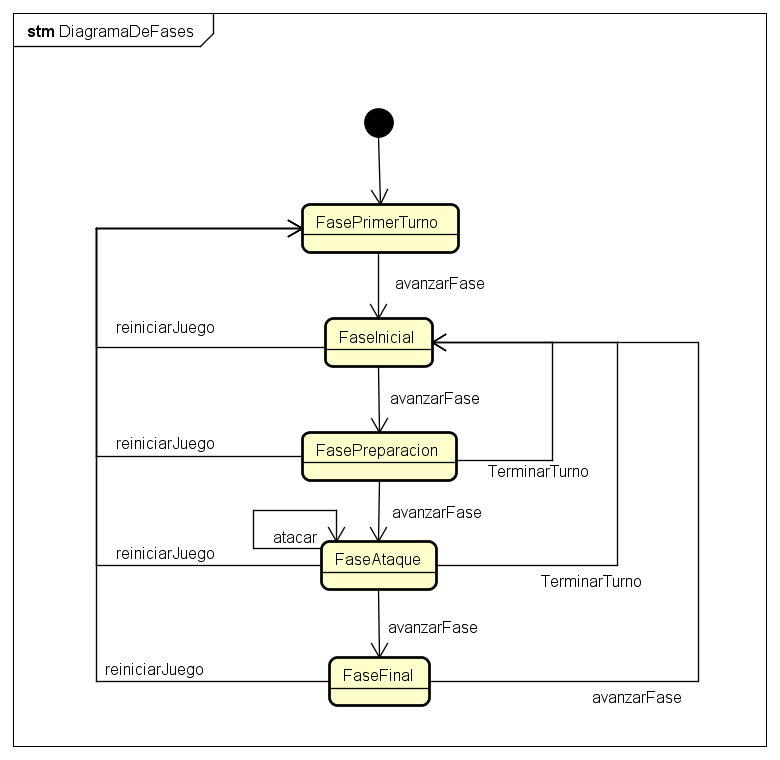 stm DiagramaDeFases
FasePrimerTurno
avanzarFase
reiniciarJuego
FaseInicial
avanzarFase
reiniciarJuego
FasePreparacion
TerminarTurno
avanzarFase
atacar
reiniciarJuego
FaseAtaque
TerminarTurno
avanzarFase
reiniciarJuego
FaseFinal
avanzarFase